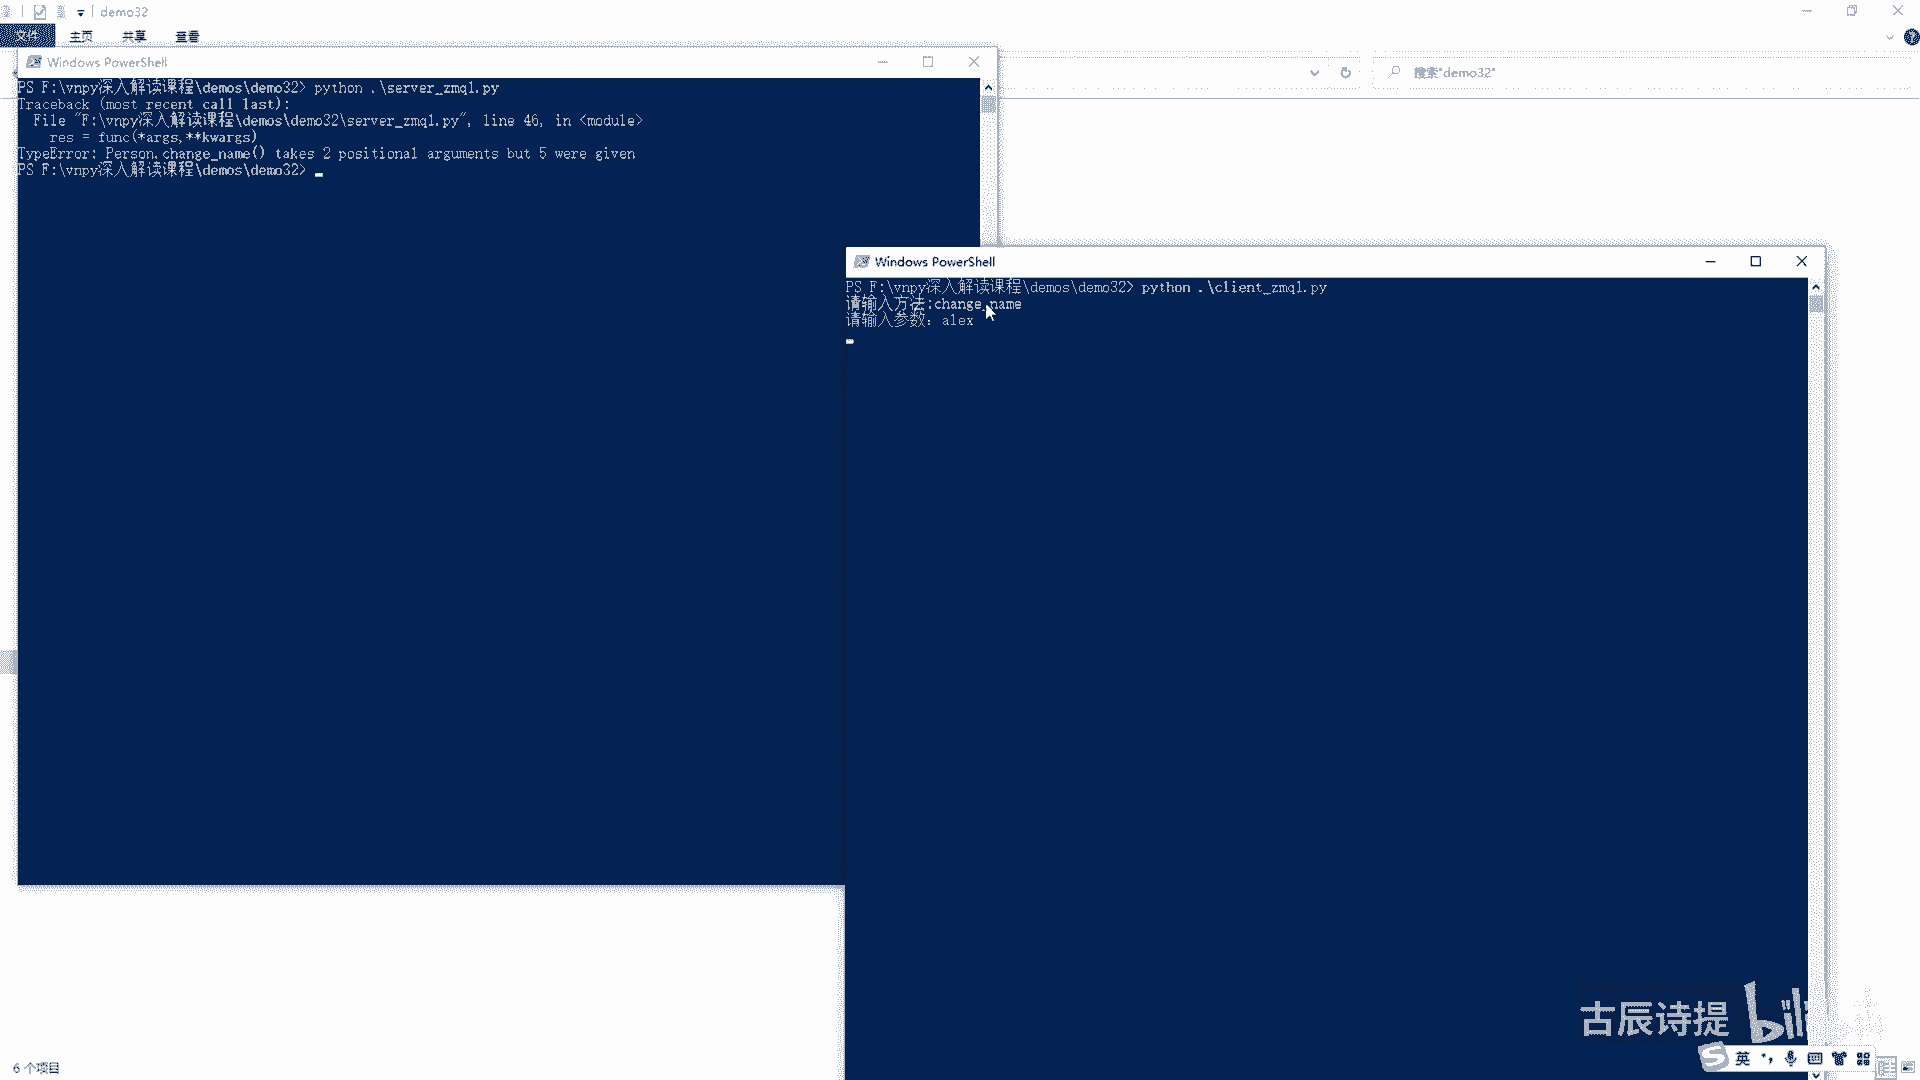 demo32
文件 主页 共享 查看
Windows PowerShell
搜索"demo32"
PS F:\vnpy深入解读课程\demos\demo32> python .\server_zmq1.py
Traceback (most recent call last):
File "F:\vnpy深入解读课程\demos\demo32\server_zmq1.py", line 46, in <module>
res = func(*args,**kwargs)
TypeError: Person.change_name() takes 2 positional arguments but 5 were given
PS F:\vnpy深入解读课程\demos\demo32>
Windows PowerShell
PS F:\vnpy深入解读课程\demos\demo32> python .\client_zmq1.py
请输入方法:change_name
请输入参数: alex
古辰诗提
英
6 个项目